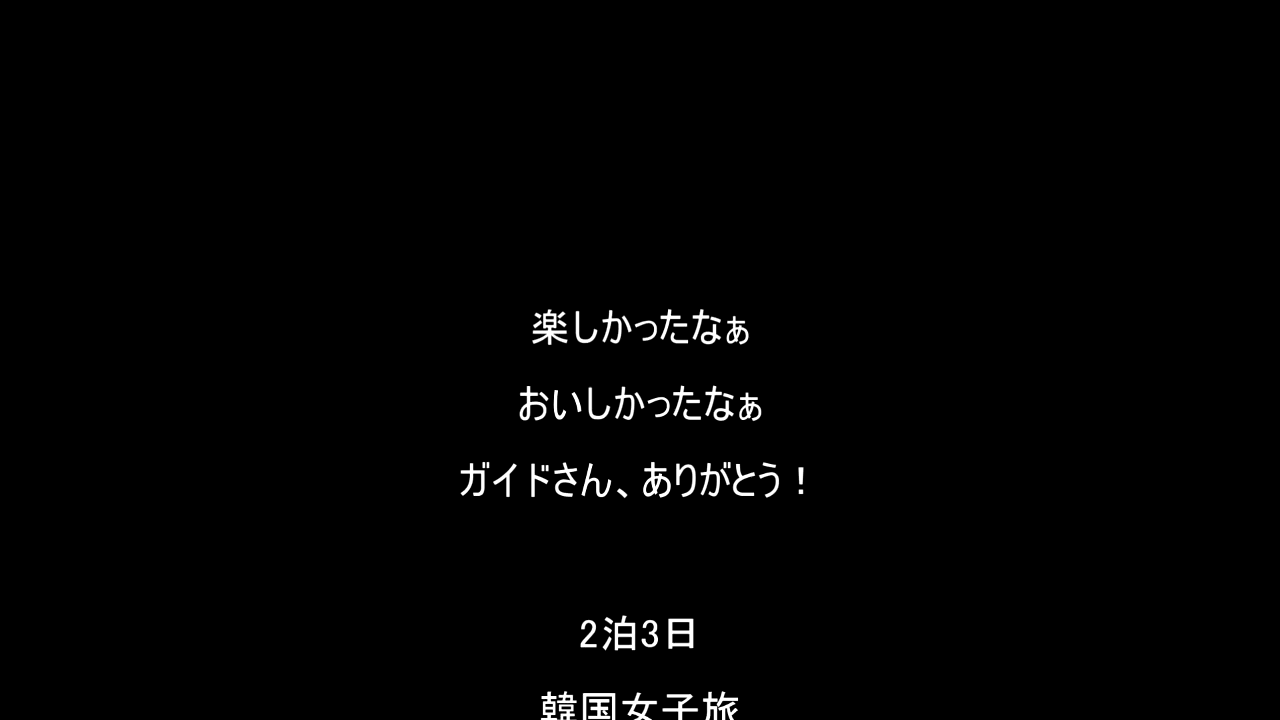 楽しかったなぁ
おいしかったなぁ
ガイドさん、ありがとう！
2泊3日
韓国女子旅